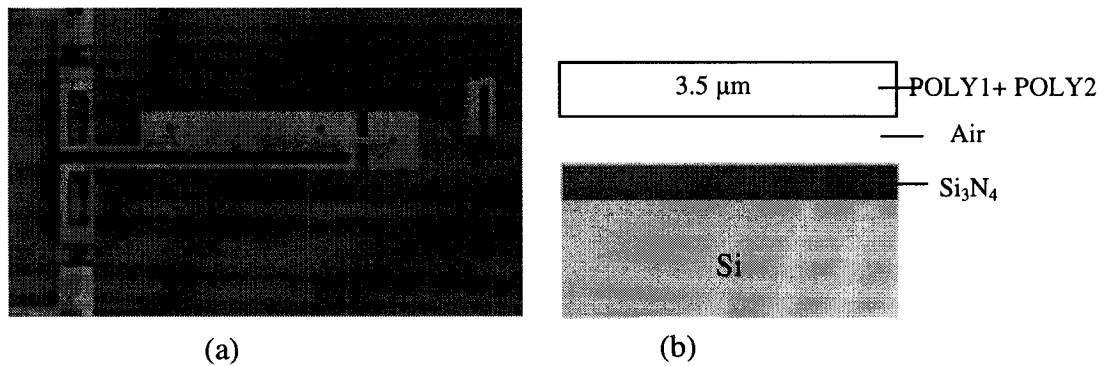 3.5 μm
POLY1+ POLY2
Air
Si₃N₄
Si
(a)
(b)